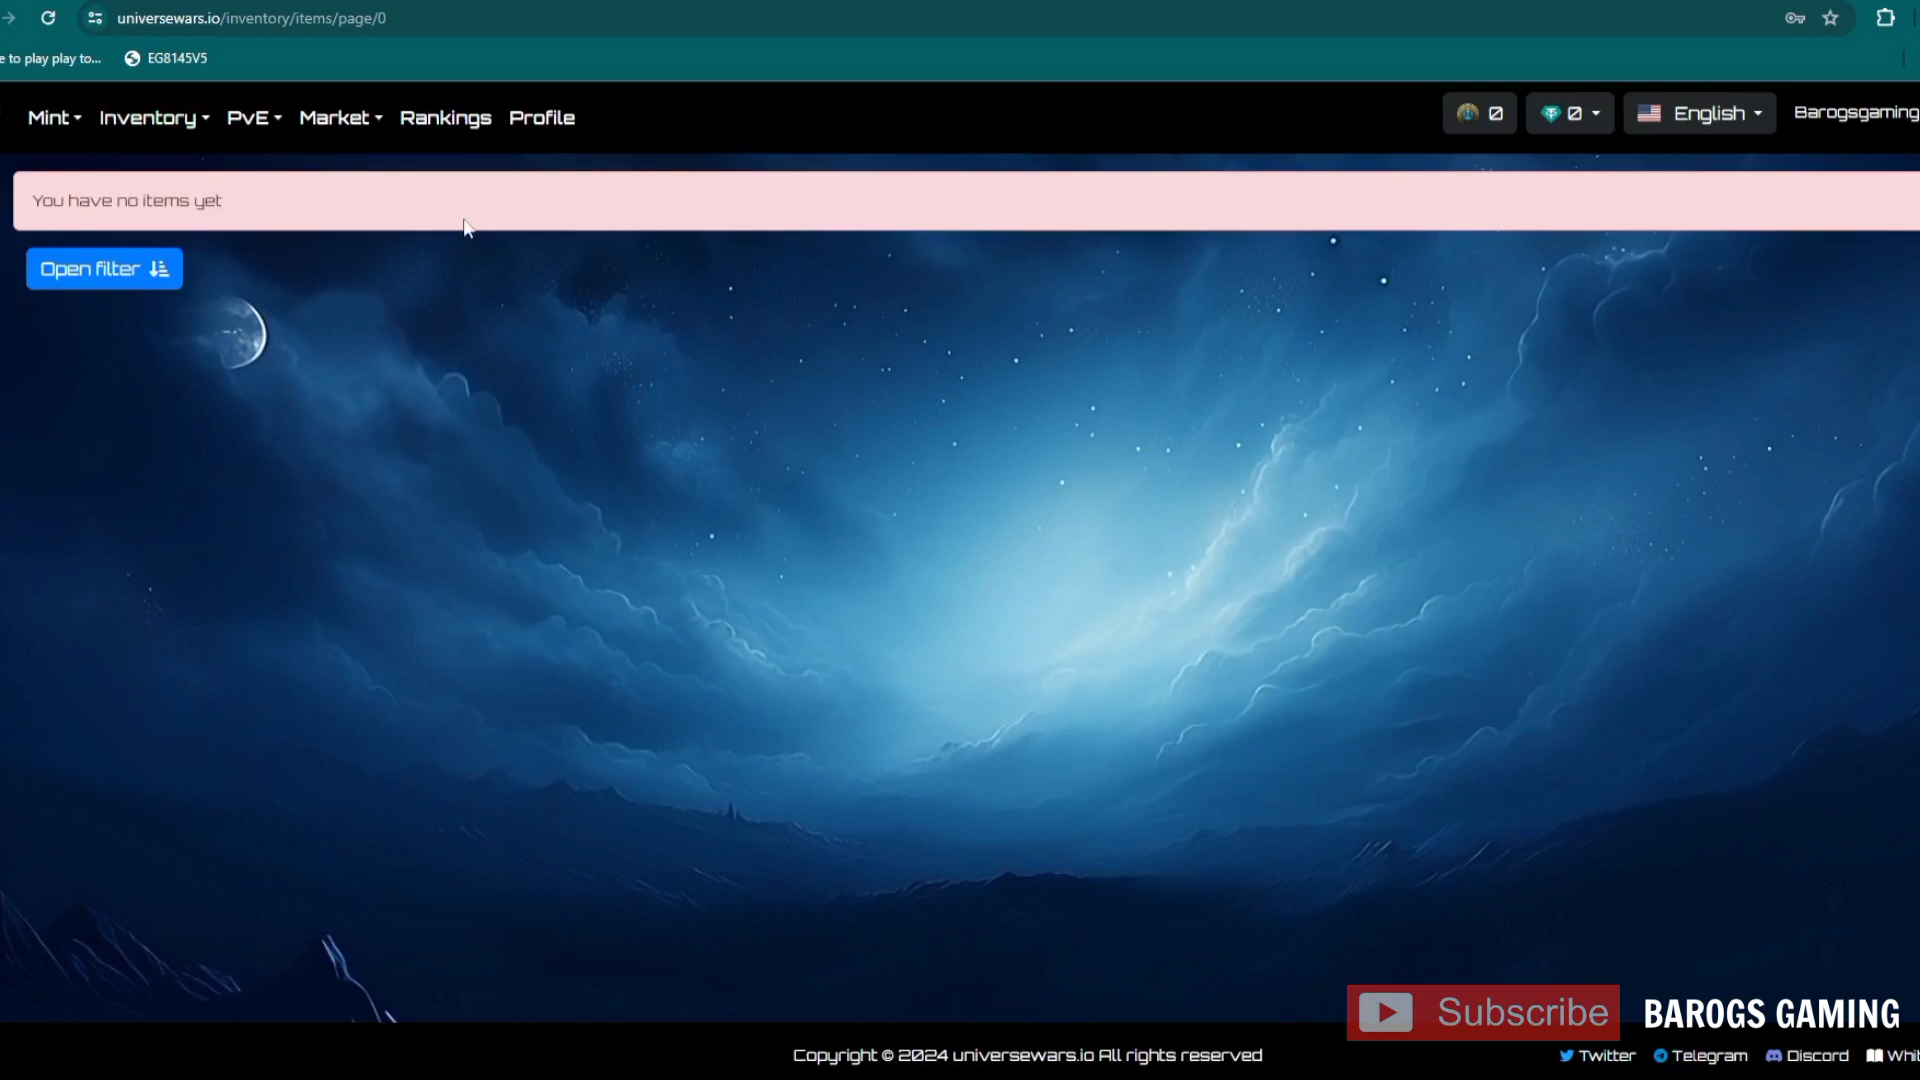 universewars.io/inventory/items/page/0
e to play play to... EG8145V5
Mint Inventory PvE Market Rankings Profile 0 0 English Barogsgaming
You have no items yet
Open filter
Subscribe BAROGS GAMING
Copyright © 2024 universewars.io All rights reserved Twitter Telegram Discord